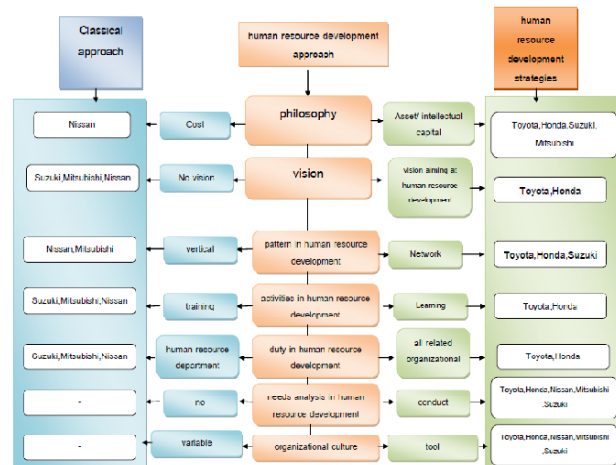 Classical
approach
human resource development
approach
human
resource
development
strategies
Nissan
Cost
philosophy
Asset/ intellectual
capital
Toyota,Honda,Suzuki,
Mitsubishi
Suzuki,Mitsubishi,Nissan
No vision
vision
vision aiming at
human resource
development
Toyota,Honda
Nissan,Mitsubishi
vertical
pattern in human resource
development
Network
Toyota,Honda,Suzuki
Suzuki,Mitsubishi,Nissan
training
activities in human resource
development
Learning
Toyota,Honda
Suzuki,Mitsubishi,Nissan
human resource
department
duty in human resource
development
all related
organizational
Toyota,Honda
-
no
needs analysis in human
resource development
conduct
Toyota,Honda,Nissan,Mitsubishi
,Suzuki
-
variable
organizational culture
tool
Toyota,Honda,Nissan,Mitsubishi
,Suzuki